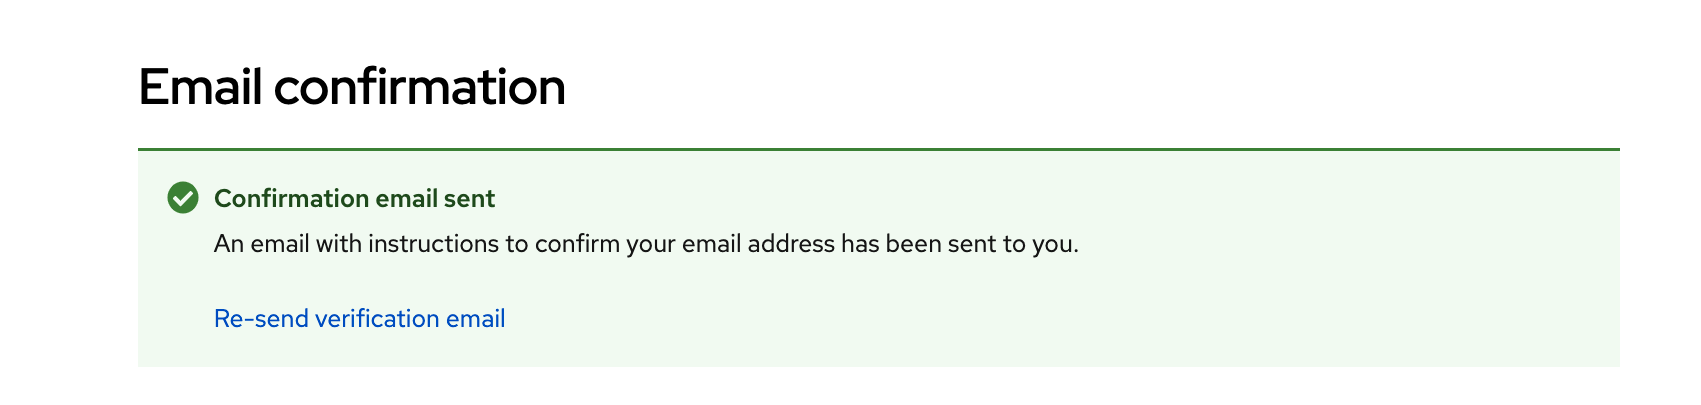 Email confirmation
Confirmation email sent
An email with instructions to confirm your email address has been sent to you.
Re-send verification email